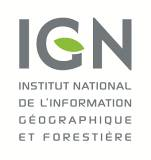 IGN
INSTITUT NATIONAL
DE L'INFORMATION
GÉOGRAPHIQUE
ET FORESTIÈRE